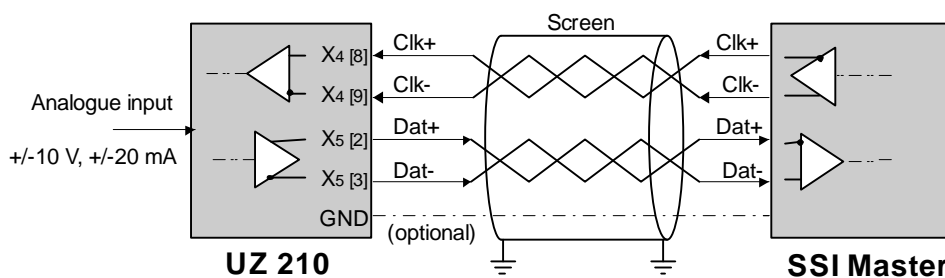 Screen
X4 [8]
Clk+
Clk+
X4 [9]
Clk-
Clk-
Analogue input
+/-10 V, +/-20 mA
X5 [2]
Dat+
Dat+
X5 [3]
Dat-
Dat-
GND
(optional)
UZ 210
SSI Master